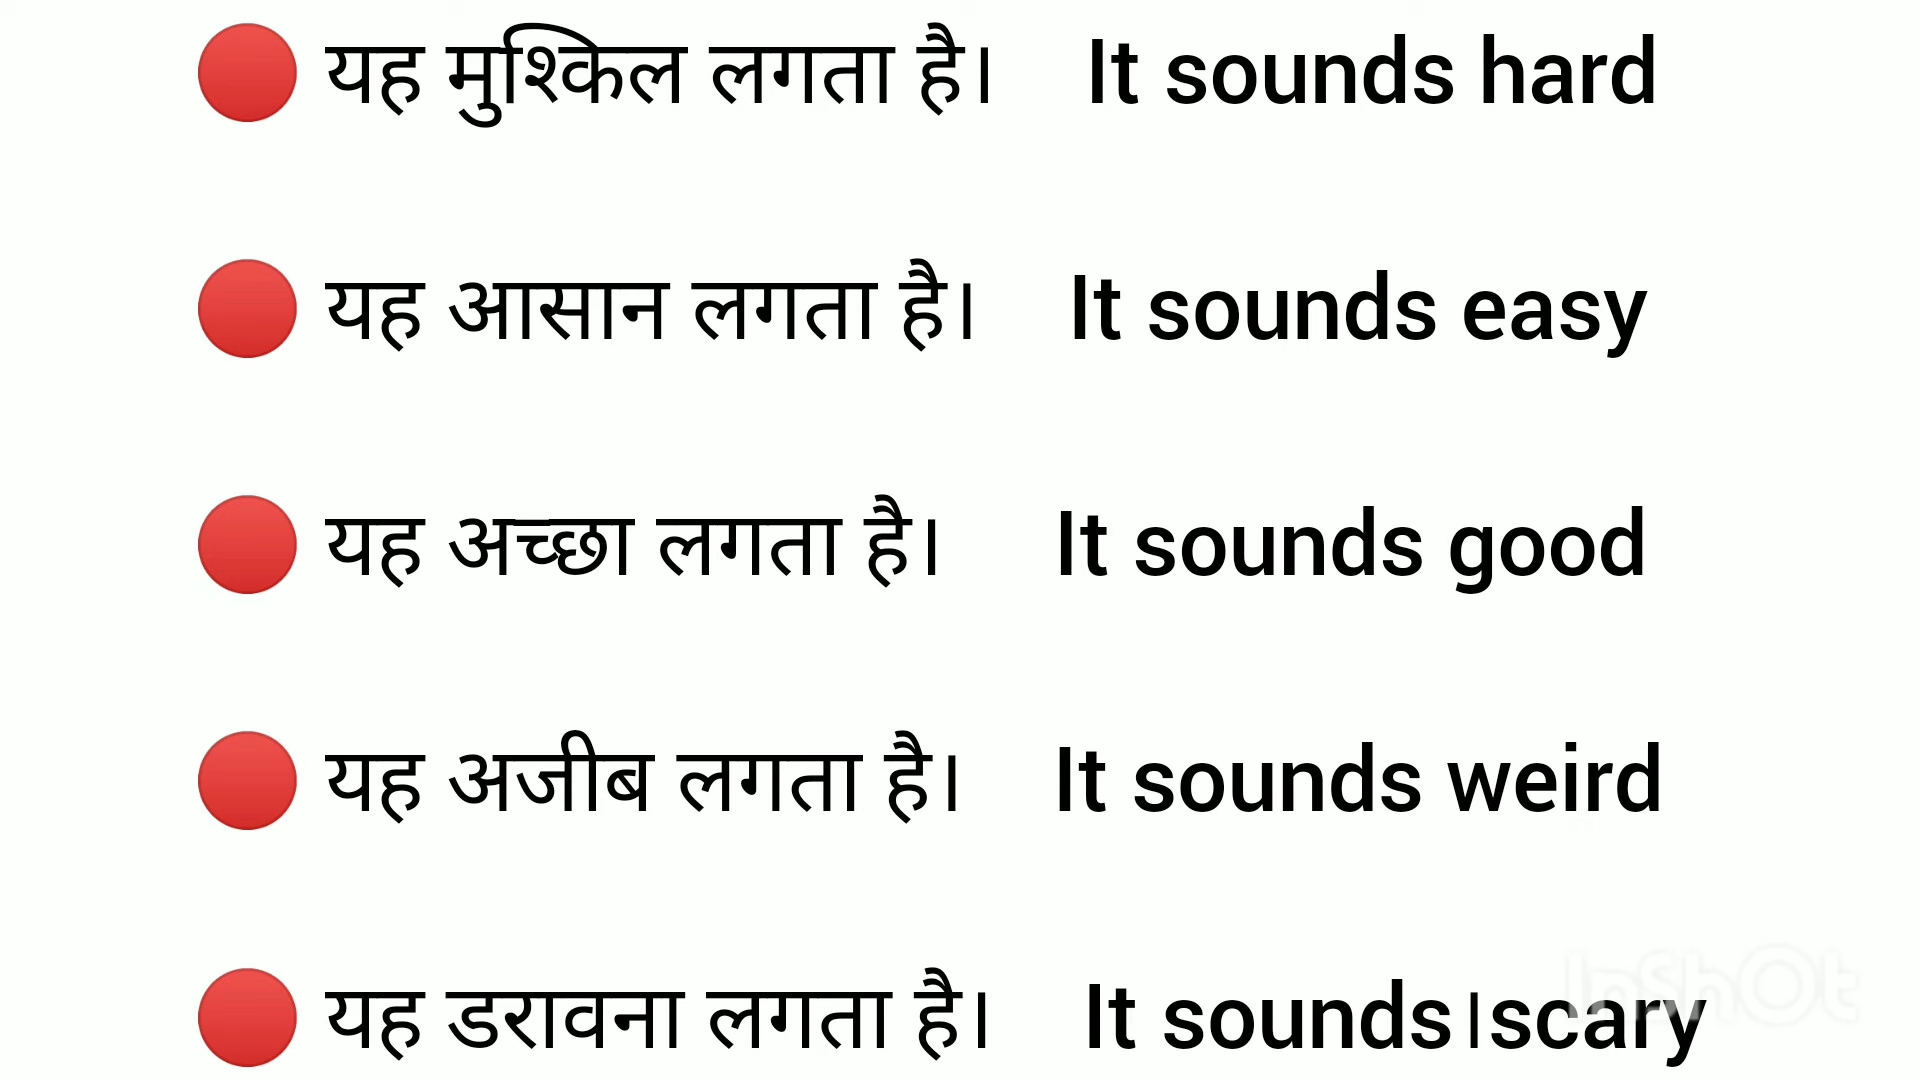 🔴 यह मुश्किल लगता है। It sounds hard
🔴 यह आसान लगता है। It sounds easy
🔴 यह अच्छा लगता है। It sounds good
🔴 यह अजीब लगता है। It sounds weird
🔴 यह डरावना लगता है। It sounds।scary
InShOt